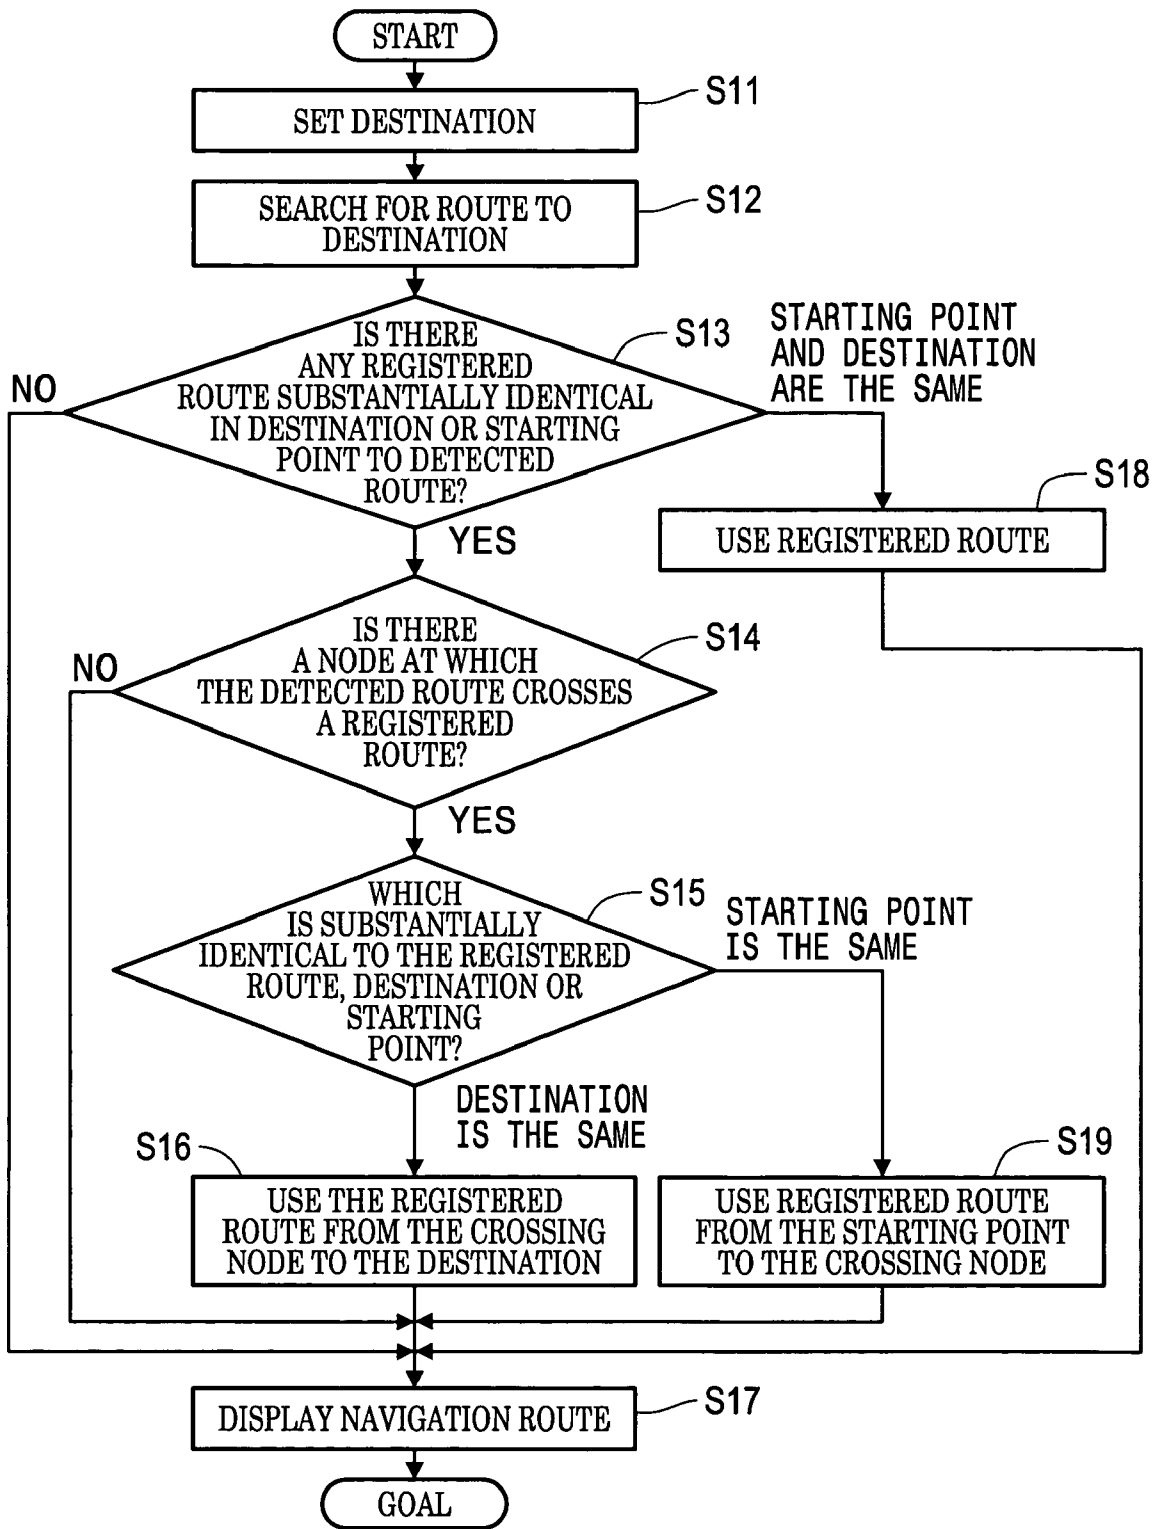 START
S11
SET DESTINATION
S12
SEARCH FOR ROUTE TO
DESTINATION
S13
IS THERE
ANY REGISTERED
ROUTE SUBSTANTIALLY IDENTICAL
IN DESTINATION OR STARTING
POINT TO DETECTED
ROUTE?
NO
STARTING POINT
AND DESTINATION
ARE THE SAME
YES
S18
USE REGISTERED ROUTE
S14
IS THERE
A NODE AT WHICH
THE DETECTED ROUTE CROSSES
A REGISTERED
ROUTE?
NO
YES
S15
WHICH
IS SUBSTANTIALLY
IDENTICAL TO THE REGISTERED
ROUTE, DESTINATION OR
STARTING
POINT?
STARTING POINT
IS THE SAME
DESTINATION
IS THE SAME
S16
USE THE REGISTERED
ROUTE FROM THE CROSSING
NODE TO THE DESTINATION
S19
USE REGISTERED ROUTE
FROM THE STARTING POINT
TO THE CROSSING NODE
S17
DISPLAY NAVIGATION ROUTE
GOAL